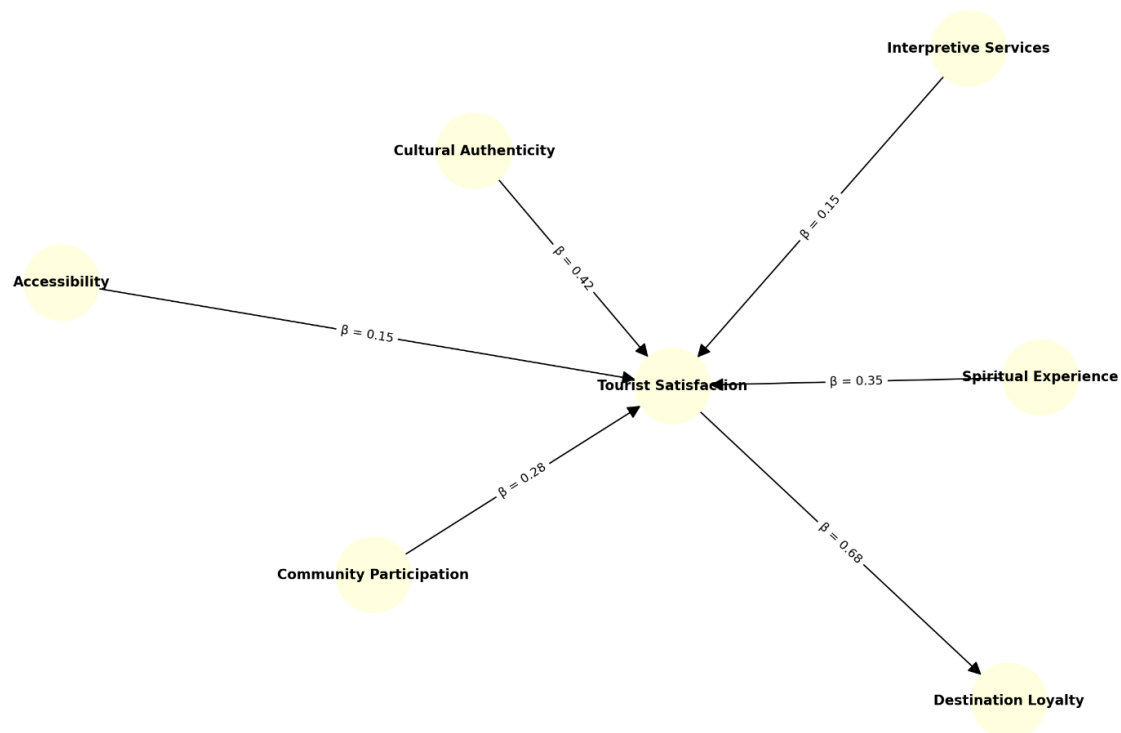 Interpretive Services
Cultural Authenticity
β = 0.15
β = 0.42
Accessibility
β = 0.15
Tourist Satisfaction
β = 0.35
Spiritual Experience
β = 0.28
β = 0.68
Community Participation
Destination Loyalty